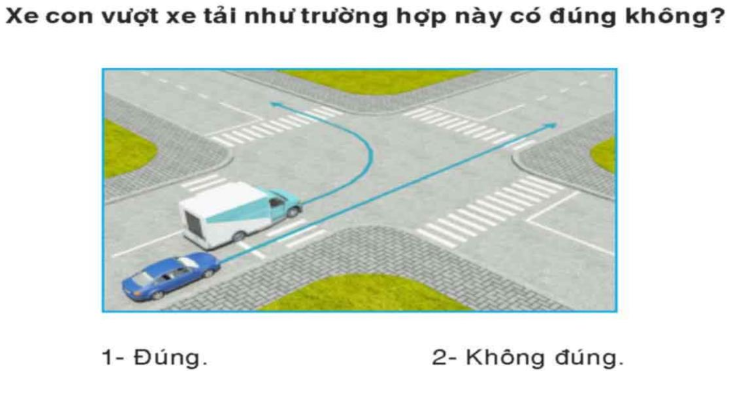 Xe con vượt xe tải như trường hợp này có đúng không?
1- Đúng.
2- Không đúng.